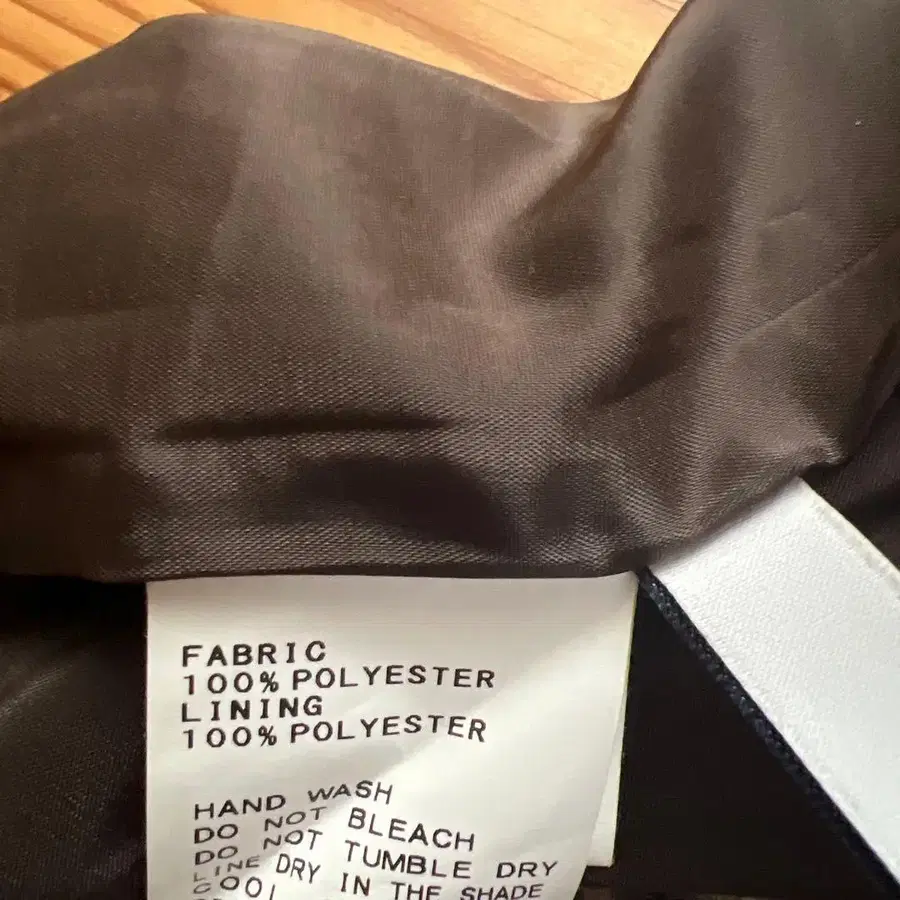 FABRIC
100% POLYESTER
LINING
100% POLYESTER
HAND WASH
DO NOT BLEACH
DO NOT TUMBLE DRY
LINE DRY IN THE SHADE
COOL